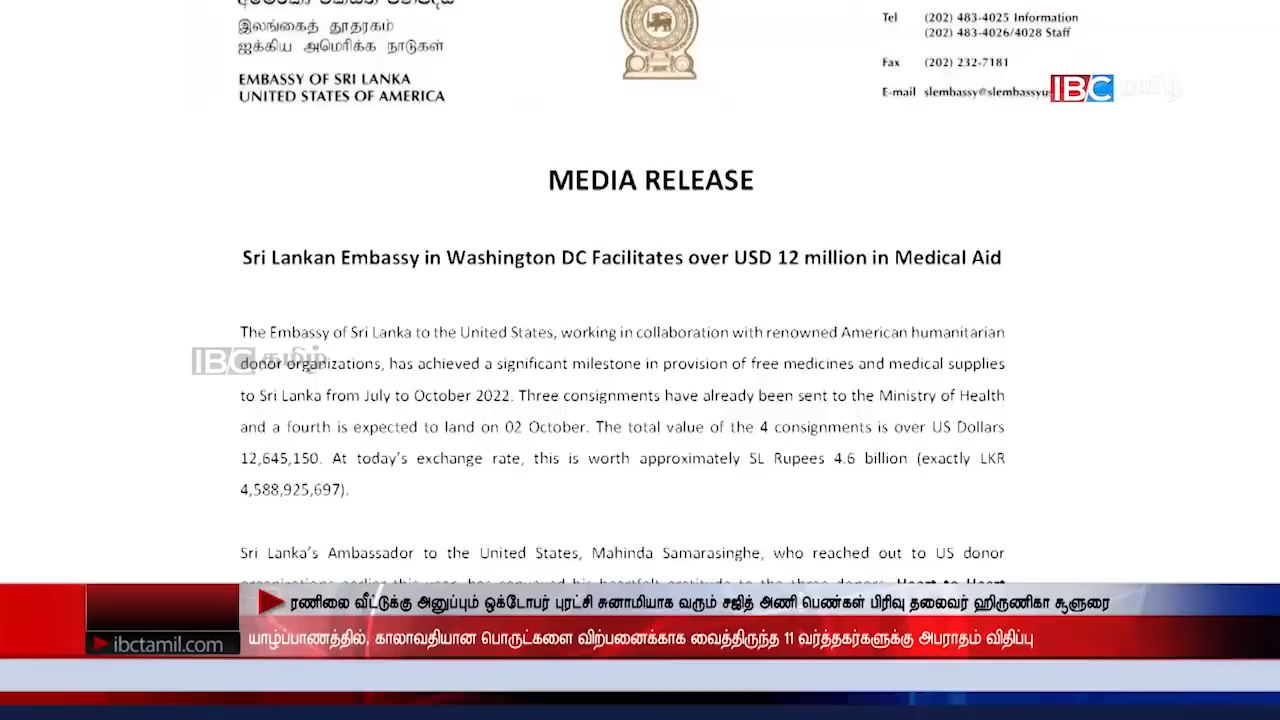 இலங்கைத் தூதரகம்
ஐக்கிய அமெரிக்க நாடுகள்
EMBASSY OF SRI LANKA
UNITED STATES OF AMERICA
Tel (202) 483-4025 Information
(202) 483-4026/4028 Staff
Fax (202) 232-7181
E-mail slembassy@slembassyus
IBC தமிழ்
MEDIA RELEASE
Sri Lankan Embassy in Washington DC Facilitates over USD 12 million in Medical Aid
The Embassy of Sri Lanka to the United States, working in collaboration with renowned American humanitarian
IBC தமிழ்
donor organizations, has achieved a significant milestone in provision of free medicines and medical supplies
to Sri Lanka from July to October 2022. Three consignments have already been sent to the Ministry of Health
and a fourth is expected to land on 02 October. The total value of the 4 consignments is over US Dollars
12,645,150. At today's exchange rate, this is worth approximately SL Rupees 4.6 billion (exactly LKR
4,588,925,697).
Sri Lanka's Ambassador to the United States, Mahinda Samarasinghe, who reached out to US donor
ரணிலை வீட்டுக்கு அனுப்பும் ஒக்டோபர் புரட்சி சுனாமியாக வரும் சஜித் அணி பெண்கள் பிரிவு தலைவர் ஹிருணிகா சூளுரை
ibctamil.com
யாழ்ப்பாணத்தில், காலாவதியான பொருட்களை விற்பனைக்காக வைத்திருந்த 11 வர்த்தகர்களுக்கு அபராதம் விதிப்பு